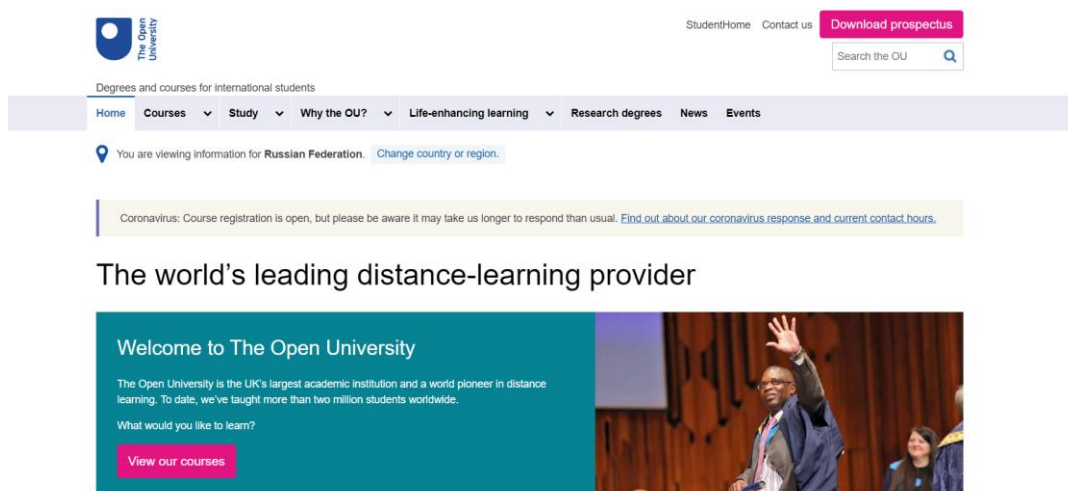 The Open
University
StudentHome Contact us Download prospectus
Search the OU
Degrees and courses for international students
Home Courses Study Why the OU? Life-enhancing learning Research degrees News Events
You are viewing information for Russian Federation. Change country or region.
Coronavirus: Course registration is open, but please be aware it may take us longer to respond than usual. Find out about our coronavirus response and current contact hours.
The world's leading distance-learning provider
Welcome to The Open University
The Open University is the UK's largest academic institution and a world pioneer in distance
learning. To date, we've taught more than two million students worldwide.
What would you like to learn?
View our courses